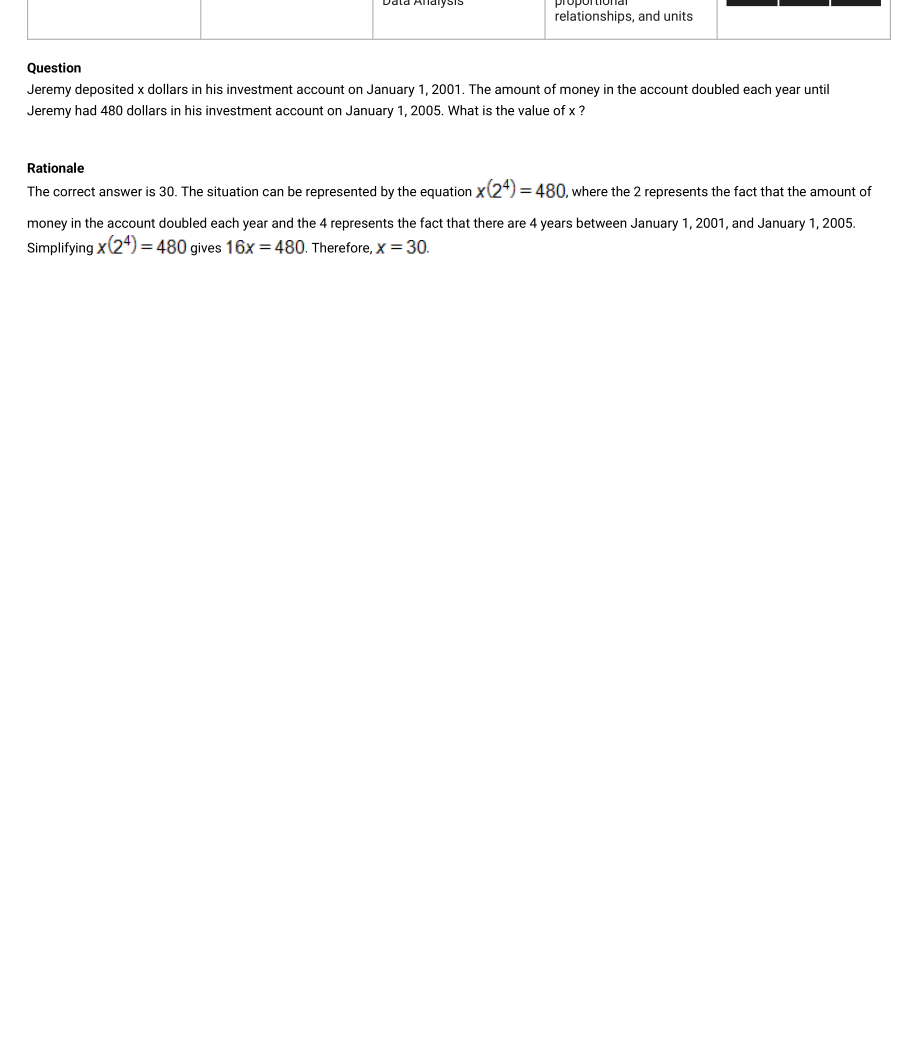 Data Analysis
proportional
relationships, and units
Question
Jeremy deposited x dollars in his investment account on January 1, 2001. The amount of money in the account doubled each year until
Jeremy had 480 dollars in his investment account on January 1, 2005. What is the value of x ?
Rationale
The correct answer is 30. The situation can be represented by the equation x(2⁴) = 480, where the 2 represents the fact that the amount of
money in the account doubled each year and the 4 represents the fact that there are 4 years between January 1, 2001, and January 1, 2005.
Simplifying x(2⁴) = 480 gives 16x = 480. Therefore, x = 30.